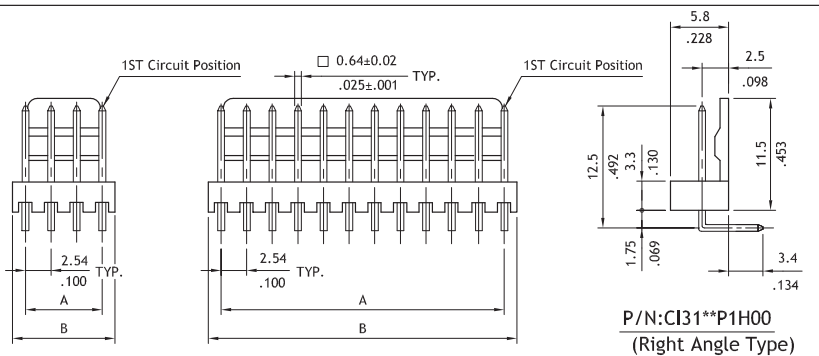 1ST Circuit Position
□ 0.64±0.02
.025±.001
TYP.
1ST Circuit Position
5.8
.228
2.5
.098
12.5
.492
3.3
.130
11.5
.453
1.75
.069
3.4
.134
2.54
.100
TYP.
A
B
2.54
.100
TYP.
A
B
P/N:CI31**P1H00
(Right Angle Type)